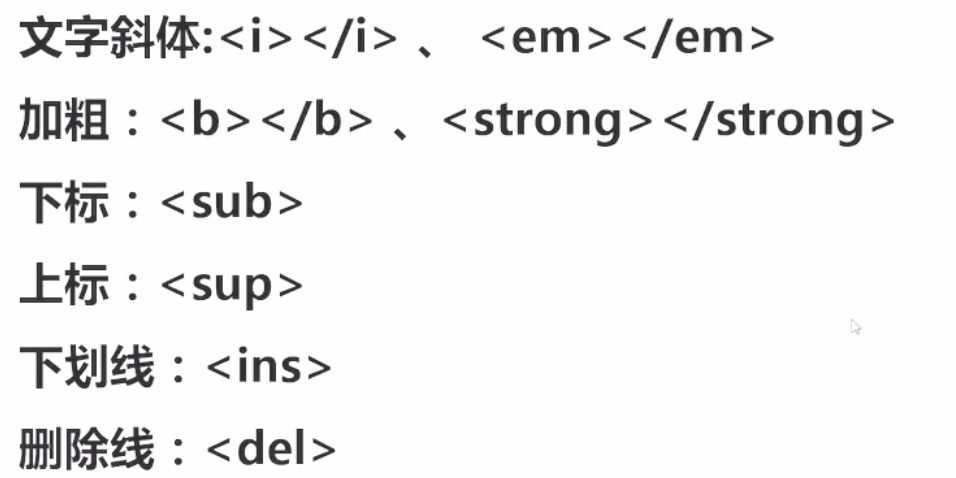 文字斜体:<i></i> 、 <em></em>
加粗：<b></b> 、<strong></strong>
下标：<sub>
上标：<sup>
下划线：<ins>
删除线：<del>